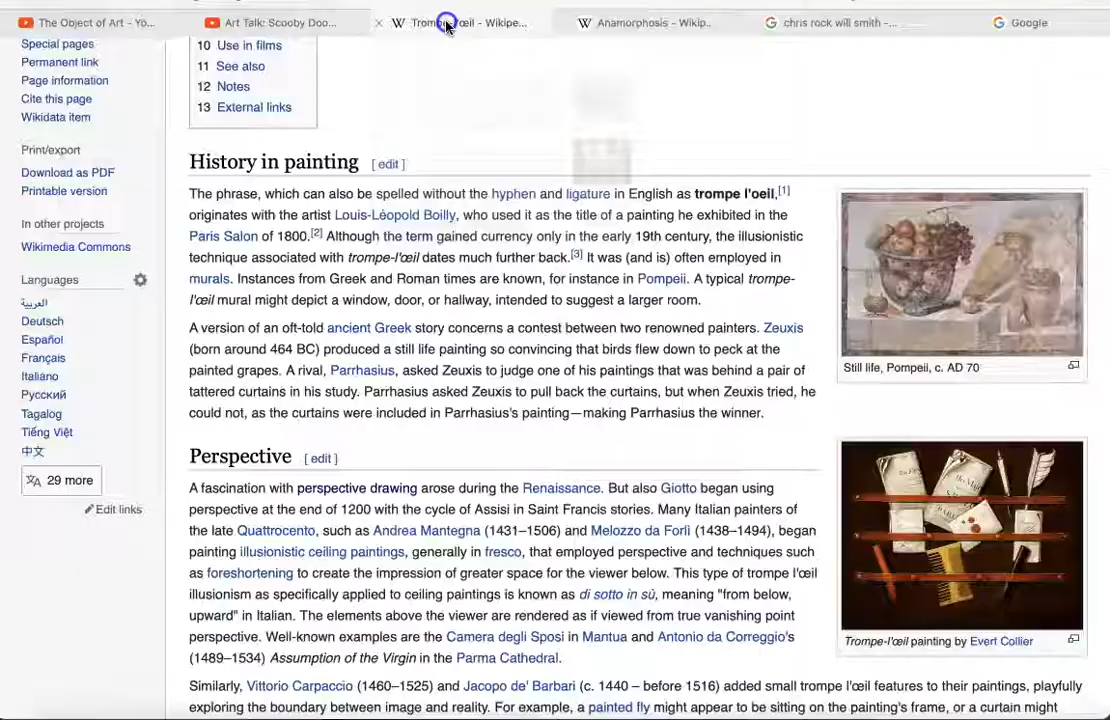 The Object of Art - Yo...
Art Talk: Scooby Doo...
Trompe-l'œil - Wikipe...
Anamorphosis - Wikip...
chris rock will smith -...
Google
Special pages
Permanent link
Page information
Cite this page
Wikidata item
Print/export
Download as PDF
Printable version
In other projects
Wikimedia Commons
Languages
العربية
Deutsch
Español
Français
Italiano
Русский
Tagalog
Tiếng Việt
中文
29 more
Edit links
10 Use in films
11 See also
12 Notes
13 External links
History in painting [ edit ]
The phrase, which can also be spelled without the hyphen and ligature in English as trompe l'oeil,[1]
originates with the artist Louis-Léopold Boilly, who used it as the title of a painting he exhibited in the
Paris Salon of 1800.[2] Although the term gained currency only in the early 19th century, the illusionistic
technique associated with trompe-l'œil dates much further back.[3] It was (and is) often employed in
murals. Instances from Greek and Roman times are known, for instance in Pompeii. A typical trompe-
l'œil mural might depict a window, door, or hallway, intended to suggest a larger room.
A version of an oft-told ancient Greek story concerns a contest between two renowned painters. Zeuxis
(born around 464 BC) produced a still life painting so convincing that birds flew down to peck at the
painted grapes. A rival, Parrhasius, asked Zeuxis to judge one of his paintings that was behind a pair of
tattered curtains in his study. Parrhasius asked Zeuxis to pull back the curtains, but when Zeuxis tried, he
could not, as the curtains were included in Parrhasius's painting—making Parrhasius the winner.
Still life, Pompeii, c. AD 70
Perspective [ edit ]
A fascination with perspective drawing arose during the Renaissance. But also Giotto began using
perspective at the end of 1200 with the cycle of Assisi in Saint Francis stories. Many Italian painters of
the late Quattrocento, such as Andrea Mantegna (1431–1506) and Melozzo da Forlì (1438–1494), began
painting illusionistic ceiling paintings, generally in fresco, that employed perspective and techniques such
as foreshortening to create the impression of greater space for the viewer below. This type of trompe l'œil
illusionism as specifically applied to ceiling paintings is known as di sotto in sù, meaning "from below,
upward" in Italian. The elements above the viewer are rendered as if viewed from true vanishing point
perspective. Well-known examples are the Camera degli Sposi in Mantua and Antonio da Correggio's
(1489–1534) Assumption of the Virgin in the Parma Cathedral.
Trompe-l'œil painting by Evert Collier
Similarly, Vittorio Carpaccio (1460–1525) and Jacopo de' Barbari (c. 1440 – before 1516) added small trompe l'œil features to their paintings, playfully
exploring the boundary between image and reality. For example, a painted fly might appear to be sitting on the painting's frame, or a curtain might